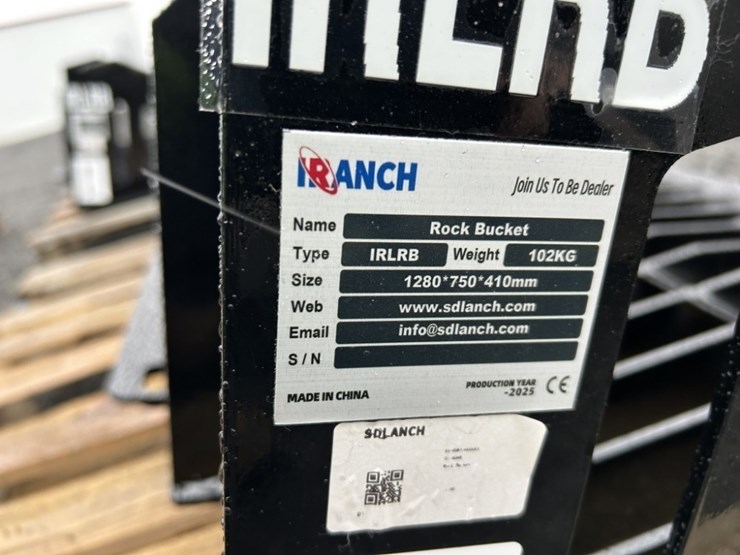 IRLRB
IRANCH
Join Us To Be Dealer
Name Rock Bucket
Type IRLRB Weight 102KG
Size 1280*750*410mm
Web www.sdlanch.com
Email info@sdlanch.com
S / N
MADE IN CHINA
PRODUCTION YEAR
-2025
CE
SDLANCH